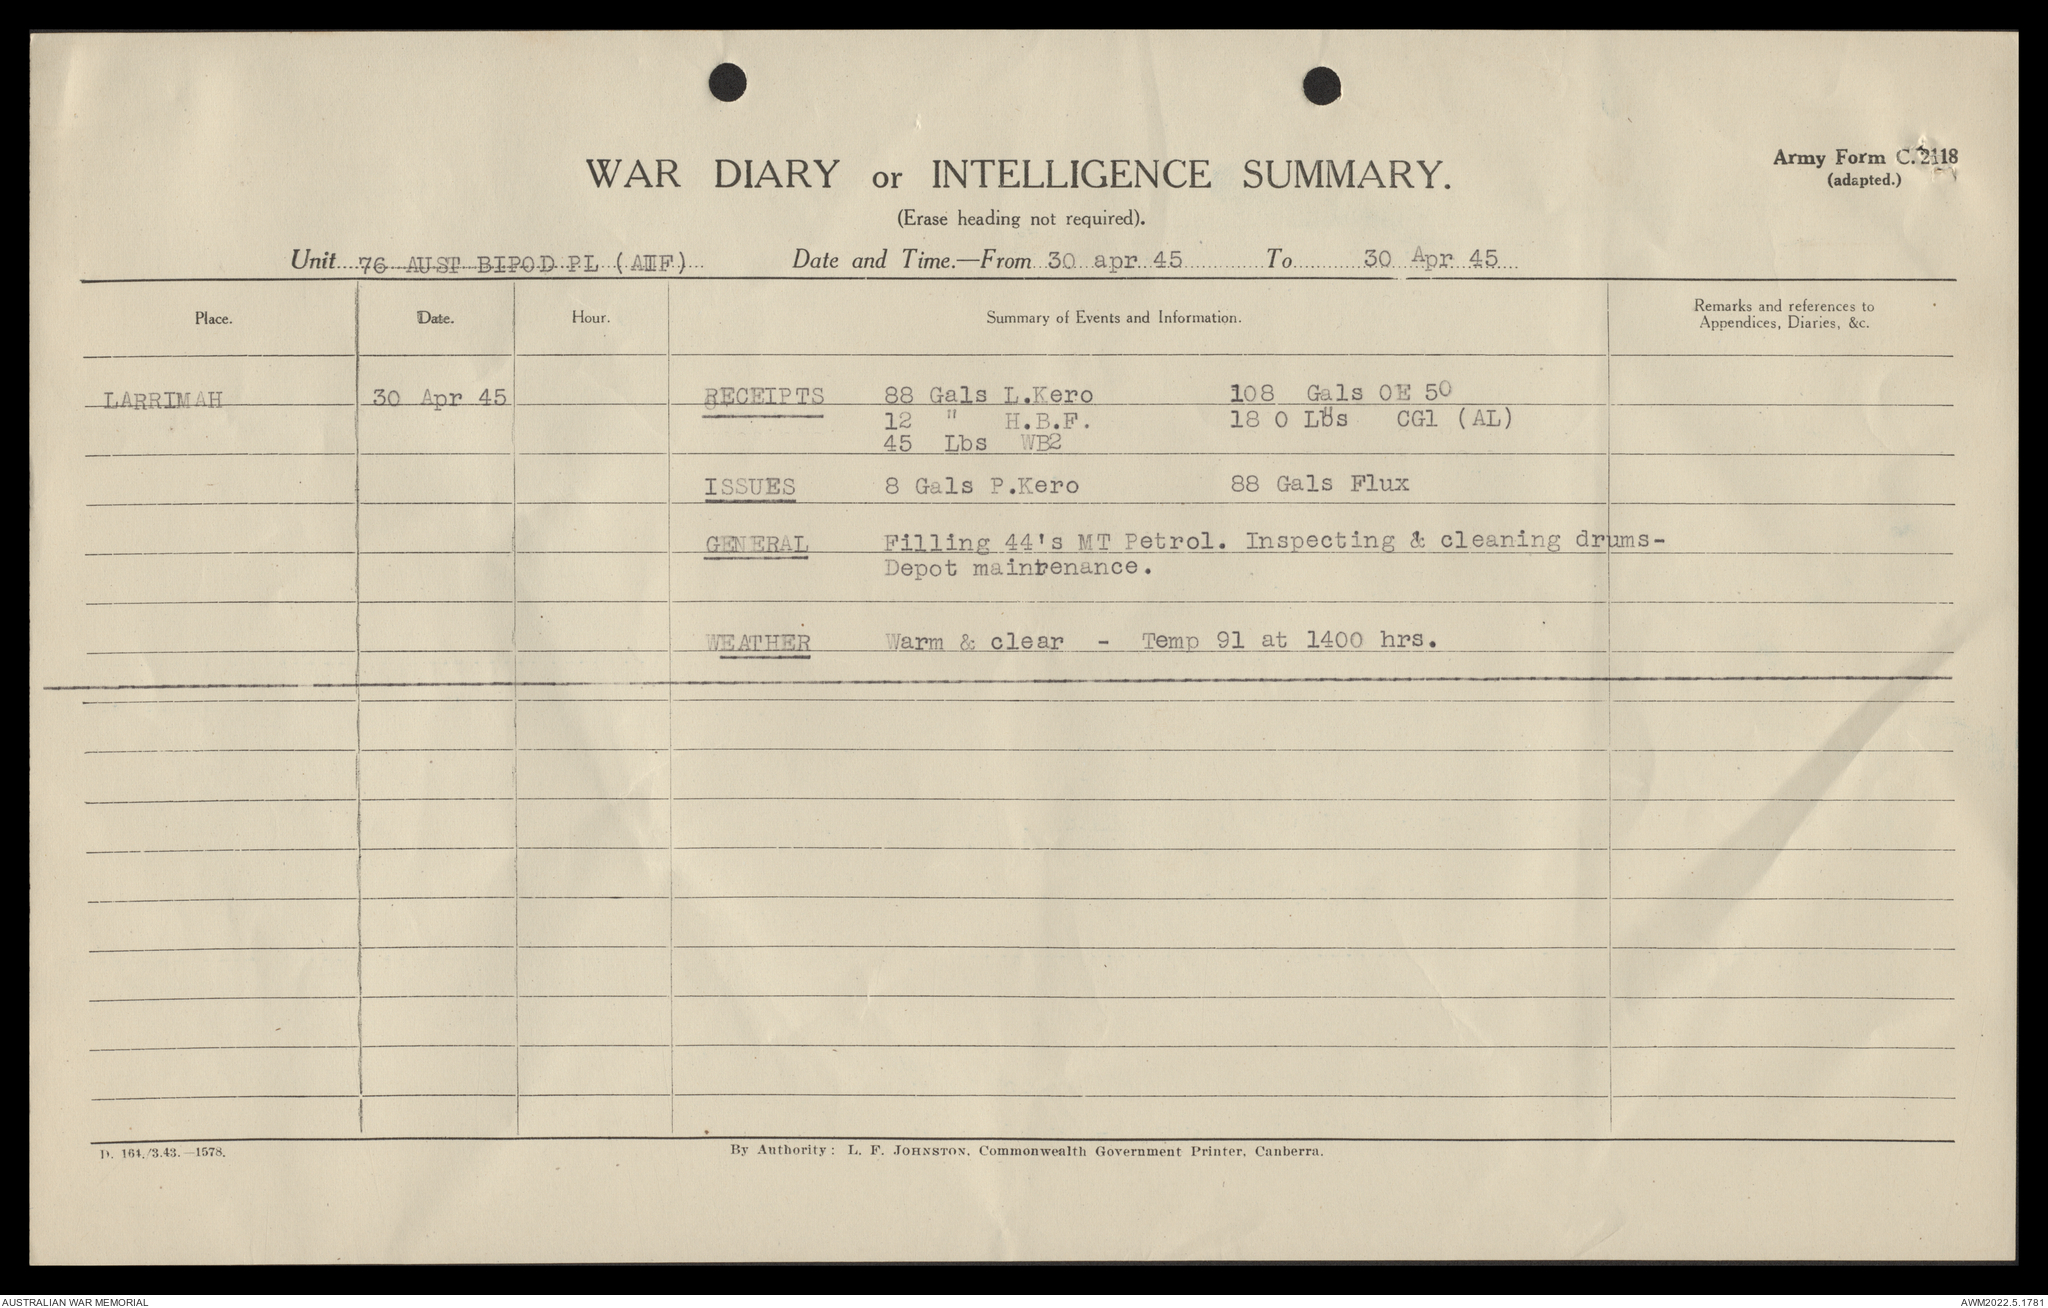 WAR DIARY or INTELLIGENCE SUMMARY.
Army Form C. 2118
(adapted.)
(Erase heading not required).
Unit 76 AUST BIPOD PL (AIF) Date and Time.—From 30 apr 45 To 30 Apr 45
Place. Date. Hour. Summary of Events and Information. Remarks and references to
Appendices, Diaries, &c.
LARRIMAH 30 Apr 45 RECEIPTS 88 Gals L.Kero 108 Gals OE 50
12 " H.B.F. 18 0 Lbs CG1 (AL)
45 Lbs WB2
ISSUES 8 Gals P.Kero 88 Gals Flux
GENERAL Filling 44's MT Petrol. Inspecting & cleaning drums-
Depot maintenance.
WEATHER Warm & clear - Temp 91 at 1400 hrs.
D. 161./3.43.—1578. By Authority: L. F. JOHNSTON, Commonwealth Government Printer, Canberra.
AUSTRALIAN WAR MEMORIAL AWM2022.5.1781